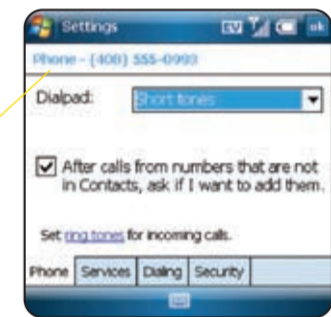 Settings
EV
ok
Phone - (408) 555-0993
Dialpad:
Short tones
After calls from numbers that are not
in Contacts, ask if I want to add them.
Set ring tones for incoming calls.
Phone Services Dialing Security